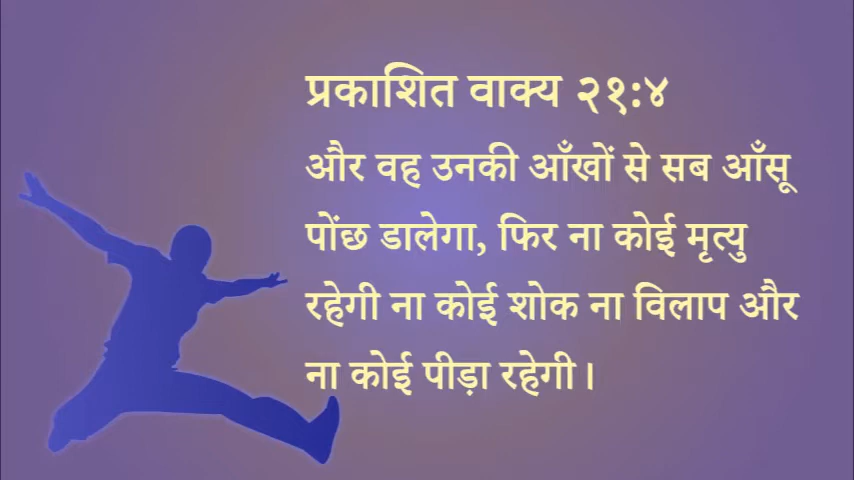 प्रकाशित वाक्य २१:४
और वह उनकी आँखों से सब आँसू
पोंछ डालेगा, फिर ना कोई मृत्यु
रहेगी ना कोई शोक ना विलाप और
ना कोई पीड़ा रहेगी।